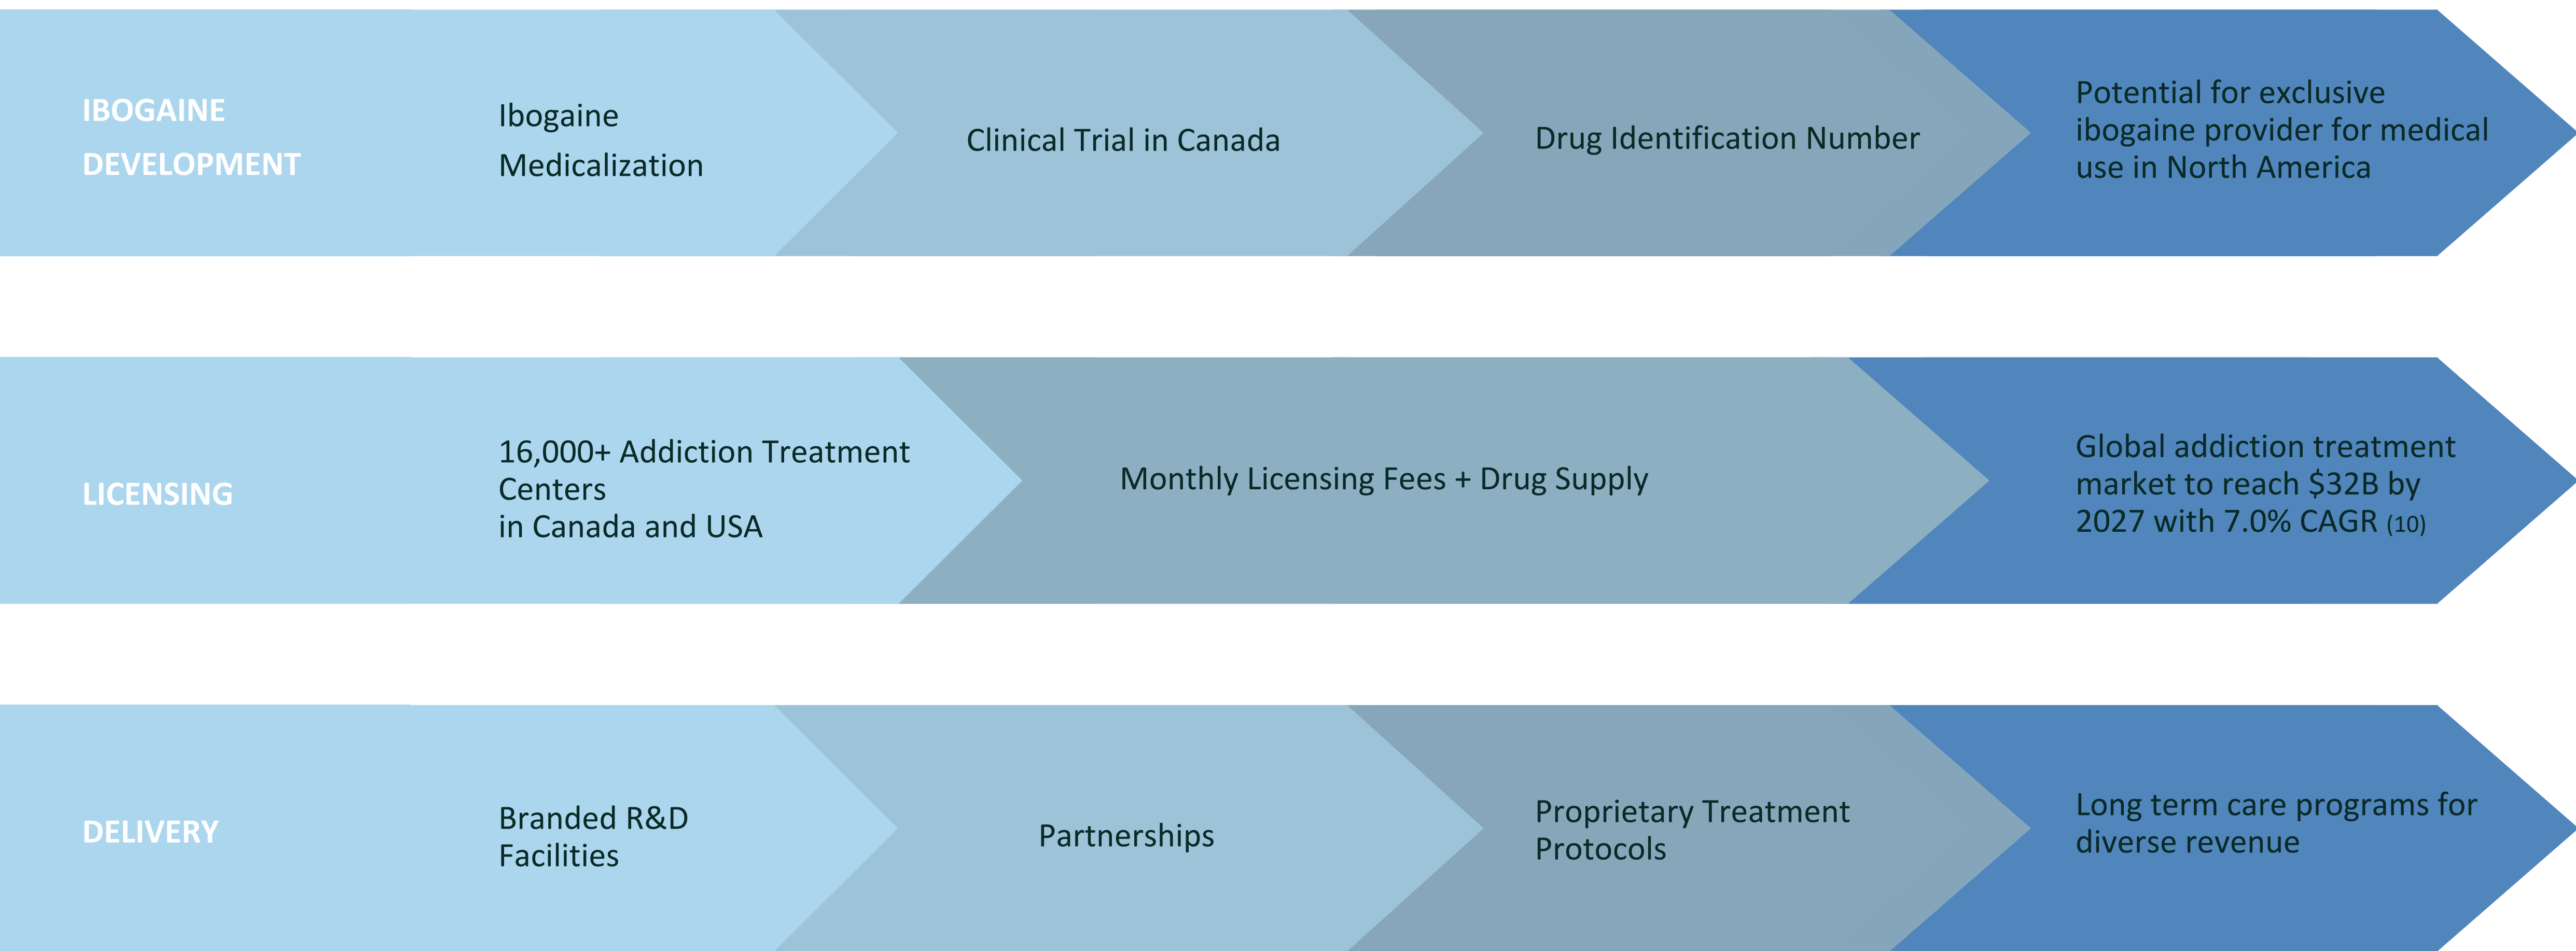 IBOGAINE
DEVELOPMENT
Ibogaine
Medicalization
Clinical Trial in Canada
Drug Identification Number
Potential for exclusive
ibogaine provider for medical
use in North America
LICENSING
16,000+ Addiction Treatment
Centers
in Canada and USA
Monthly Licensing Fees + Drug Supply
Global addiction treatment
market to reach $32B by
2027 with 7.0% CAGR (10)
DELIVERY
Branded R&D
Facilities
Partnerships
Proprietary Treatment
Protocols
Long term care programs for
diverse revenue